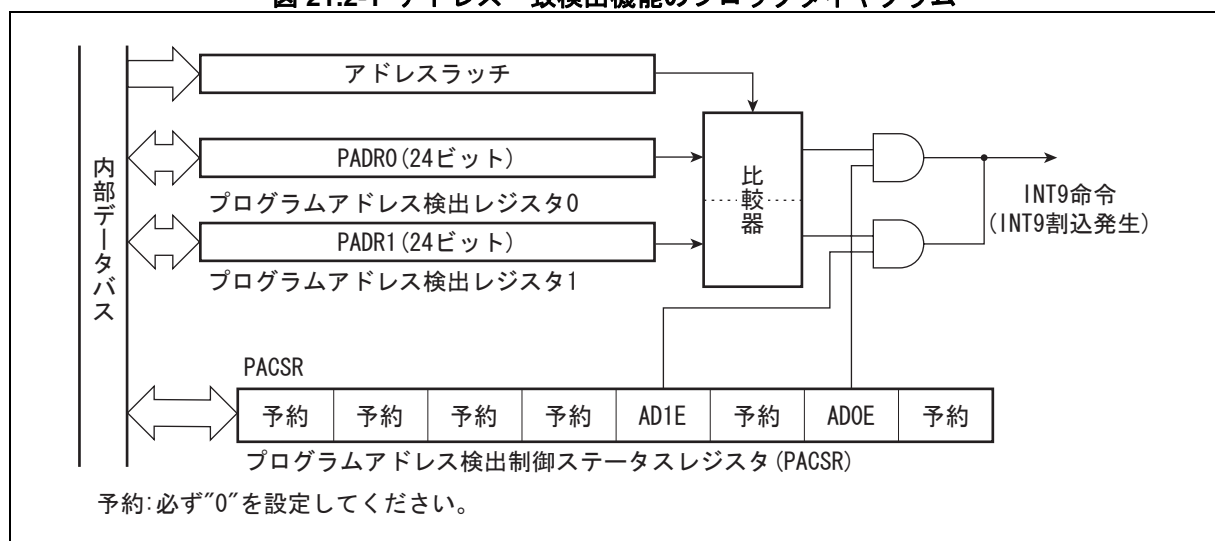 図 21.2-1 アドレス一致検出機能のブロックダイヤグラム
アドレスラッチ
PADR0(24ビット)
プログラムアドレス検出レジスタ0
PADR1(24ビット)
プログラムアドレス検出レジスタ1
内部データバス
比較器
INT9命令
(INT9割込発生)
PACSR
予約 予約 予約 予約 AD1E 予約 AD0E 予約
プログラムアドレス検出制御ステータスレジスタ(PACSR)
予約:必ず"0"を設定してください。